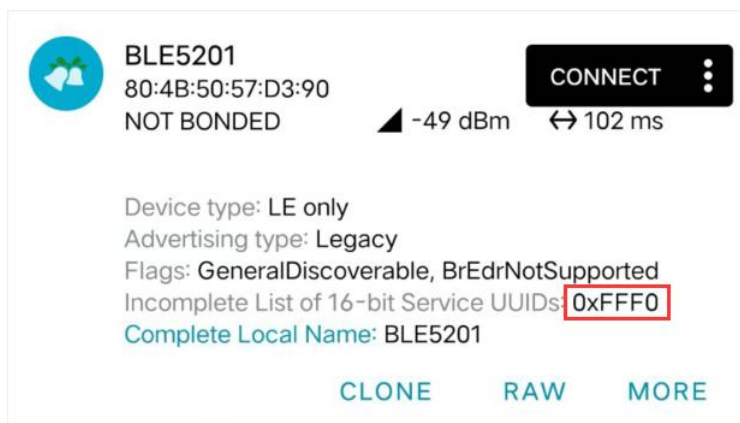 BLE5201
80:4B:50:57:D3:90
CONNECT
NOT BONDED -49 dBm 102 ms
Device type: LE only
Advertising type: Legacy
Flags: GeneralDiscoverable, BrEdrNotSupported
Incomplete List of 16-bit Service UUIDs: 0xFFF0
Complete Local Name: BLE5201
CLONE RAW MORE